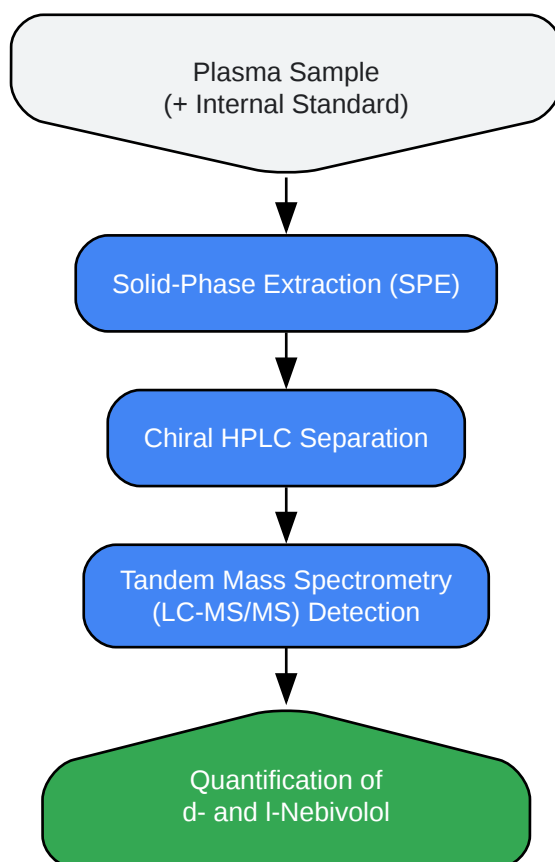 Plasma Sample
(+ Internal Standard)
Solid-Phase Extraction (SPE)
Chiral HPLC Separation
Tandem Mass Spectrometry
(LC-MS/MS) Detection
Quantification of
d- and l-Nebivolol